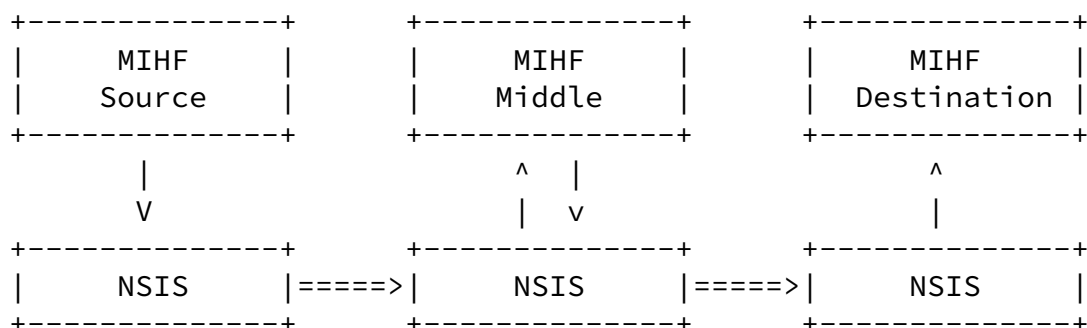 +--------------+      +--------------+      +--------------+
|     MIHF     |      |     MIHF     |      |     MIHF     |
|    Source    |      |    Middle    |      |  Destination |
+--------------+      +--------------+      +--------------+
       |                    ^  |                   ^
       V                    |  v                   |
+--------------+      +--------------+      +--------------+
|     NSIS     |=====>|     NSIS     |=====>|     NSIS     |
+--------------+      +--------------+      +--------------+